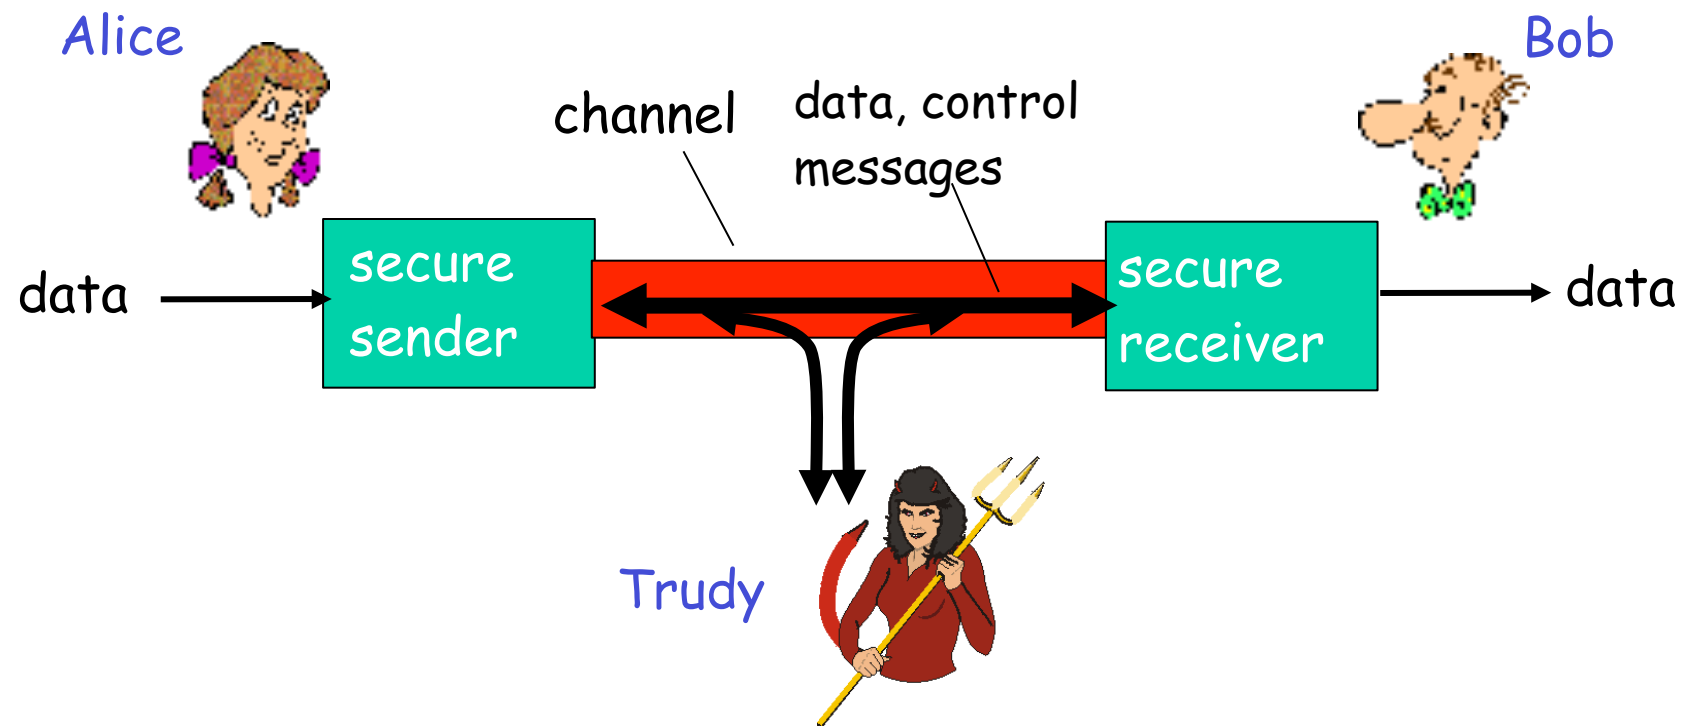 Alice
Bob
channel
data, control
messages
data
secure
sender
secure
receiver
data
Trudy